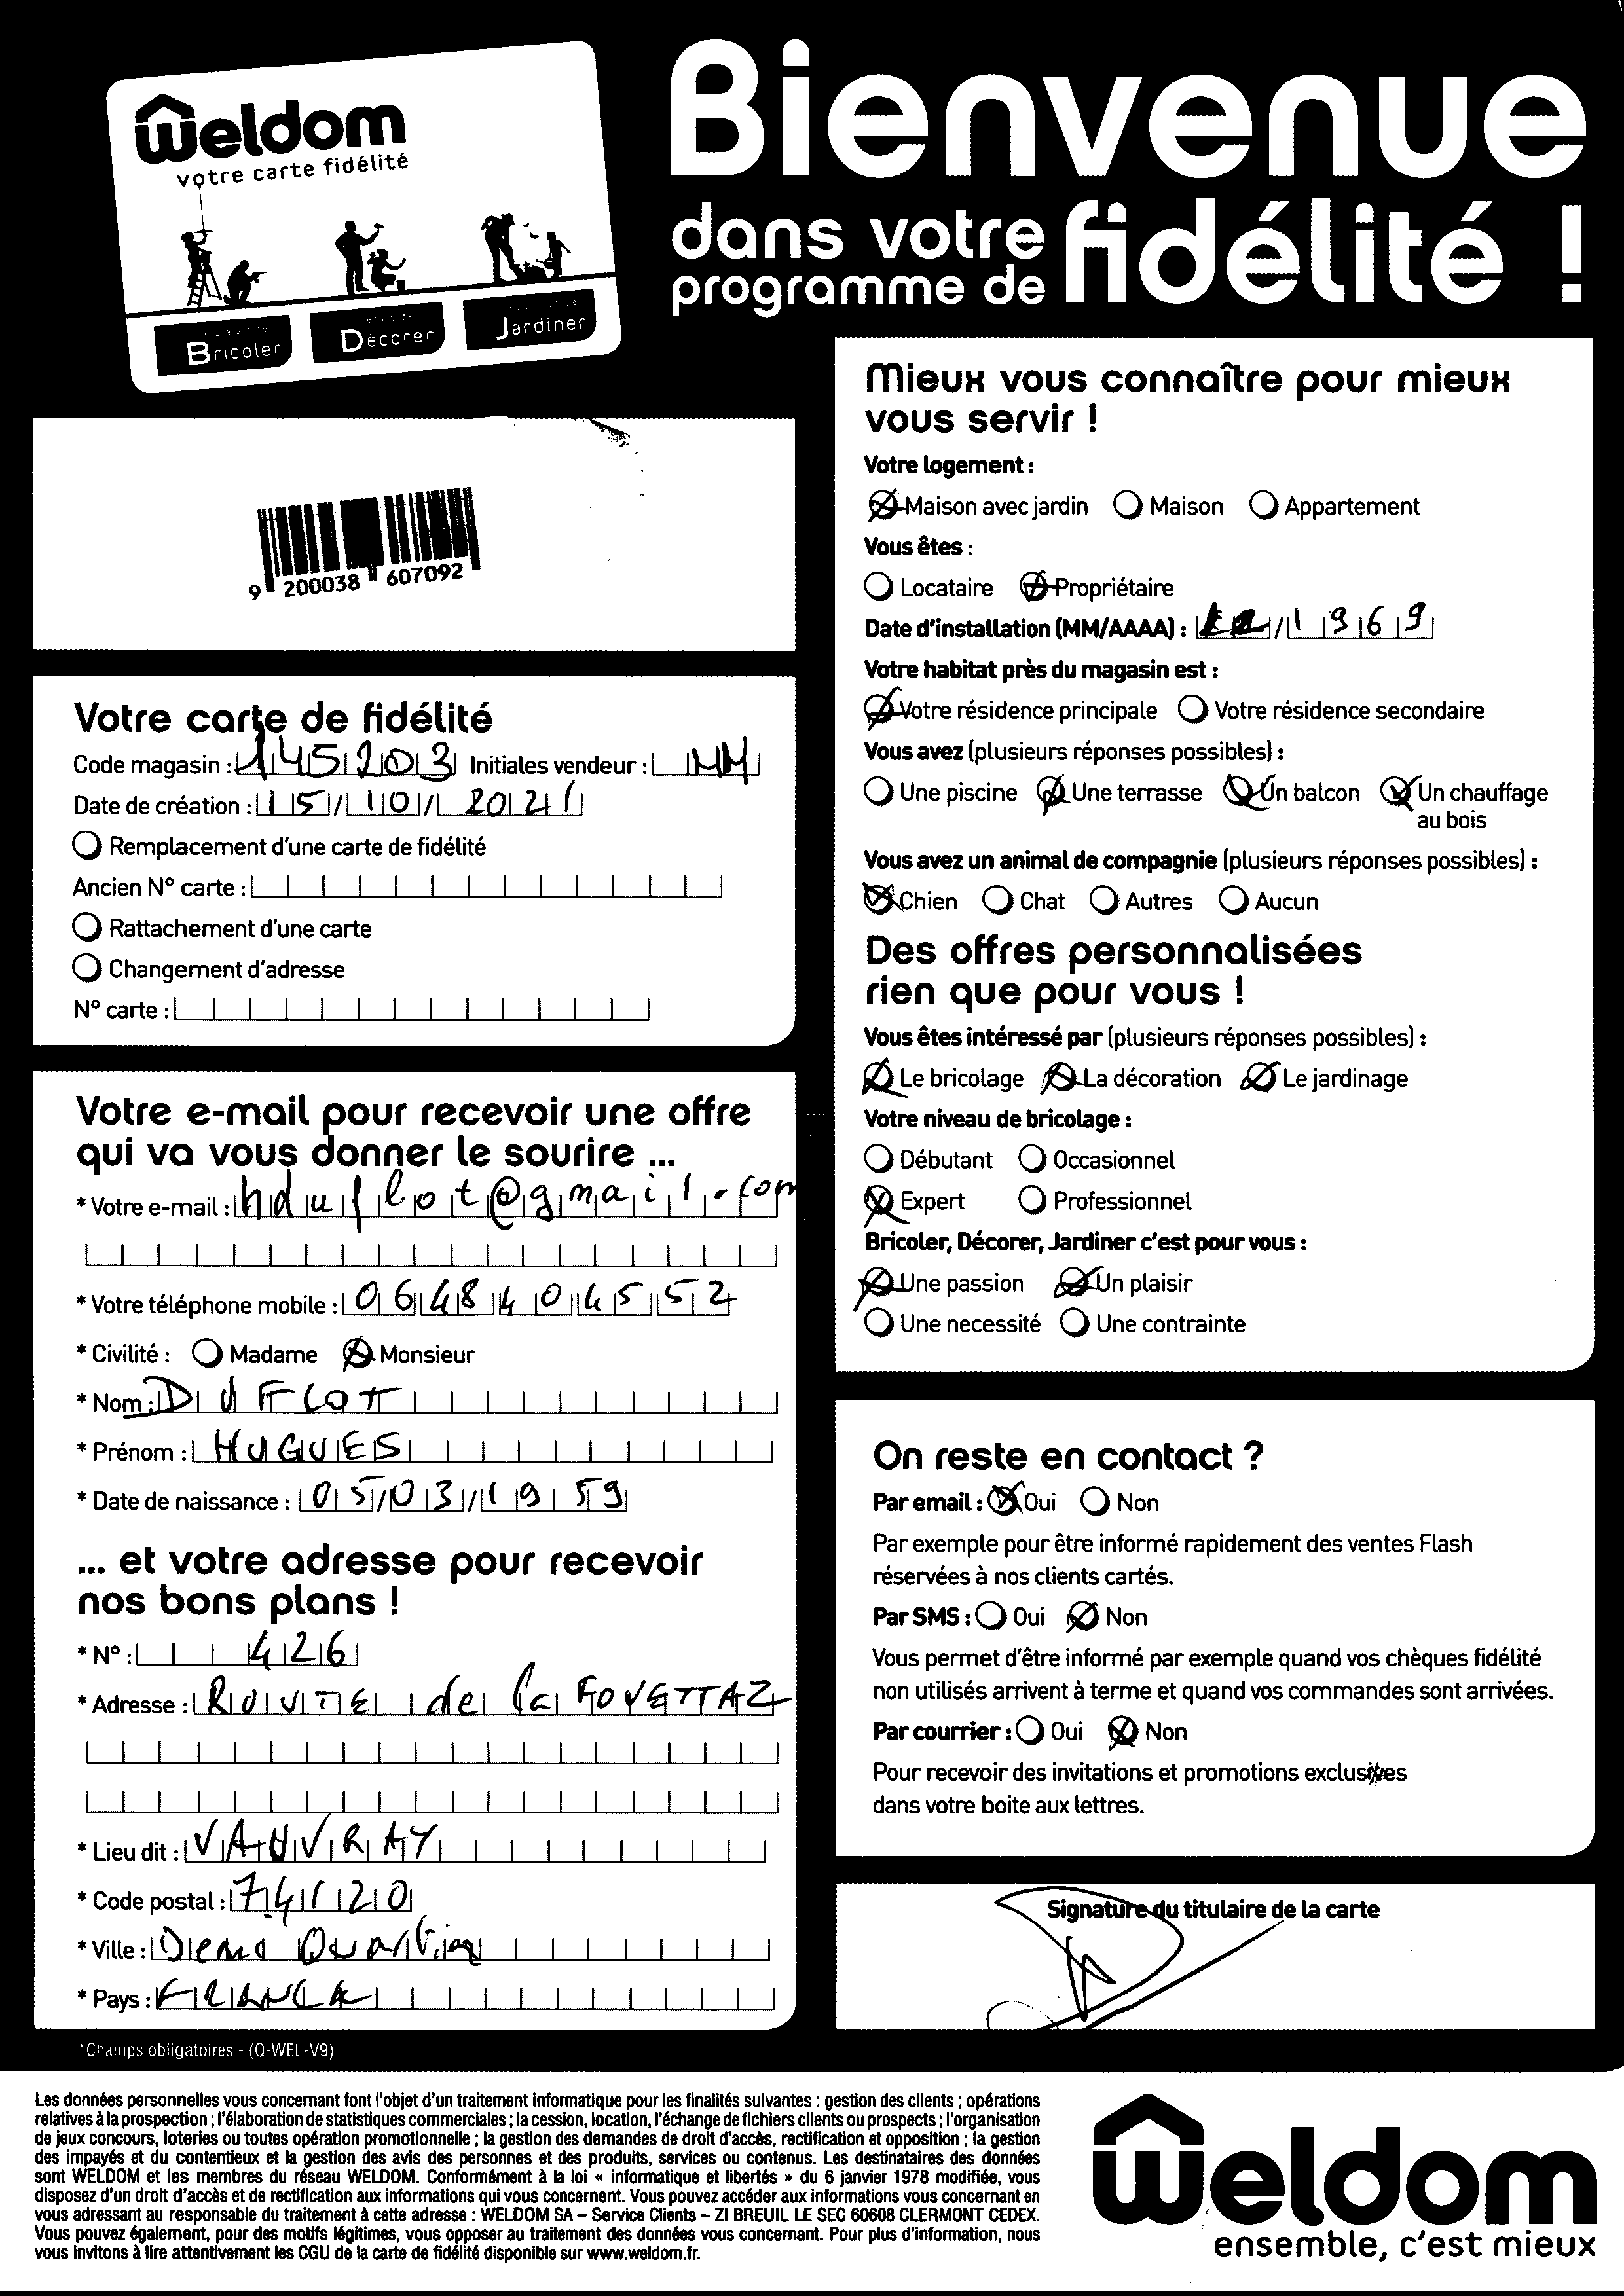 Weldom
votre carte fidélité
Bricoler
Décorer
Jardiner
Bienvenue
dans votre
programme de fidélité !
9 200038 607092
Votre carte de fidélité
Code magasin : 145203 Initiales vendeur : MM
Date de création : 15/10/2021
Remplacement d'une carte de fidélité
Ancien N° carte :
Rattachement d'une carte
Changement d'adresse
N° carte :
Votre e-mail pour recevoir une offre
qui va vous donner le sourire ...
* Votre e-mail : hduflot@gmail.com
* Votre téléphone mobile : 0648404552
* Civilité : Madame Monsieur
* Nom : DUFLOT
* Prénom : HUGUES
* Date de naissance : 05/03/1959
... et votre adresse pour recevoir
nos bons plans !
* N° : 426
* Adresse : ROUTE de la
* Lieu dit : VAUVRAY
* Code postal : 74120
* Ville :
* Pays : FRANCE
*Champs obligatoires - (Q-WEL-V9)
Mieux vous connaître pour mieux
vous servir !
Votre logement :
Maison avec jardin Maison Appartement
Vous êtes :
Locataire Propriétaire
Date d'installation (MM/AAAA) : /1969
Votre habitat près du magasin est :
Votre résidence principale Votre résidence secondaire
Vous avez (plusieurs réponses possibles) :
Une piscine Une terrasse Un balcon Un chauffage
au bois
Vous avez un animal de compagnie (plusieurs réponses possibles) :
Chien Chat Autres Aucun
Des offres personnalisées
rien que pour vous !
Vous êtes intéressé par (plusieurs réponses possibles) :
Le bricolage La décoration Le jardinage
Votre niveau de bricolage :
Débutant Occasionnel
Expert Professionnel
Bricoler, Décorer, Jardiner c'est pour vous :
Une passion Un plaisir
Une necessité Une contrainte
On reste en contact ?
Par email : Oui Non
Par exemple pour être informé rapidement des ventes Flash
réservées à nos clients cartés.
Par SMS : Oui Non
Vous permet d'être informé par exemple quand vos chèques fidélité
non utilisés arrivent à terme et quand vos commandes sont arrivées.
Par courrier : Oui Non
Pour recevoir des invitations et promotions exclusives
dans votre boite aux lettres.
Signature du titulaire de la carte
Les données personnelles vous concernant font l'objet d'un traitement informatique pour les finalités suivantes : gestion des clients ; opérations
relatives à la prospection ; l'élaboration de statistiques commerciales ; la cession, location, l'échange de fichiers clients ou prospects ; l'organisation
de jeux concours, loteries ou toutes opération promotionnelle ; la gestion des demandes de droit d'accès, rectification et opposition ; la gestion
des impayés et du contentieux et la gestion des avis des personnes et des produits, services ou contenus. Les destinataires des données
sont WELDOM et les membres du réseau WELDOM. Conformément à la loi « informatique et libertés » du 6 janvier 1978 modifiée, vous
disposez d'un droit d'accès et de rectification aux informations qui vous concernent. Vous pouvez accéder aux informations vous concernant en
vous adressant au responsable du traitement à cette adresse : WELDOM SA – Service Clients – ZI BREUIL LE SEC 60608 CLERMONT CEDEX.
Vous pouvez également, pour des motifs légitimes, vous opposer au traitement des données vous concernant. Pour plus d'information, nous
vous invitons à lire attentivement les CGU de la carte de fidélité disponible sur www.weldom.fr.
Weldom
ensemble, c'est mieux